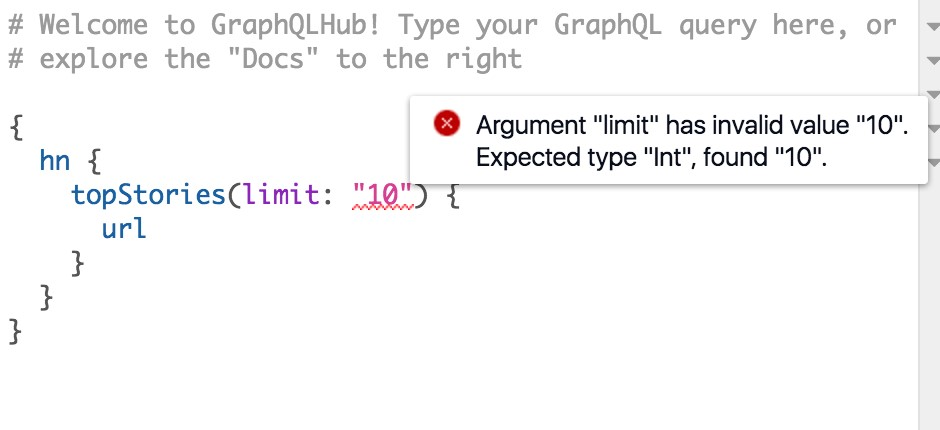 # Welcome to GraphQLHub! Type your GraphQL query here, or
# explore the "Docs" to the right
{
Argument "limit" has invalid value "10".
Expected type "Int", found "10".
hn {
topStories(limit: "10") {
url
}
}
}